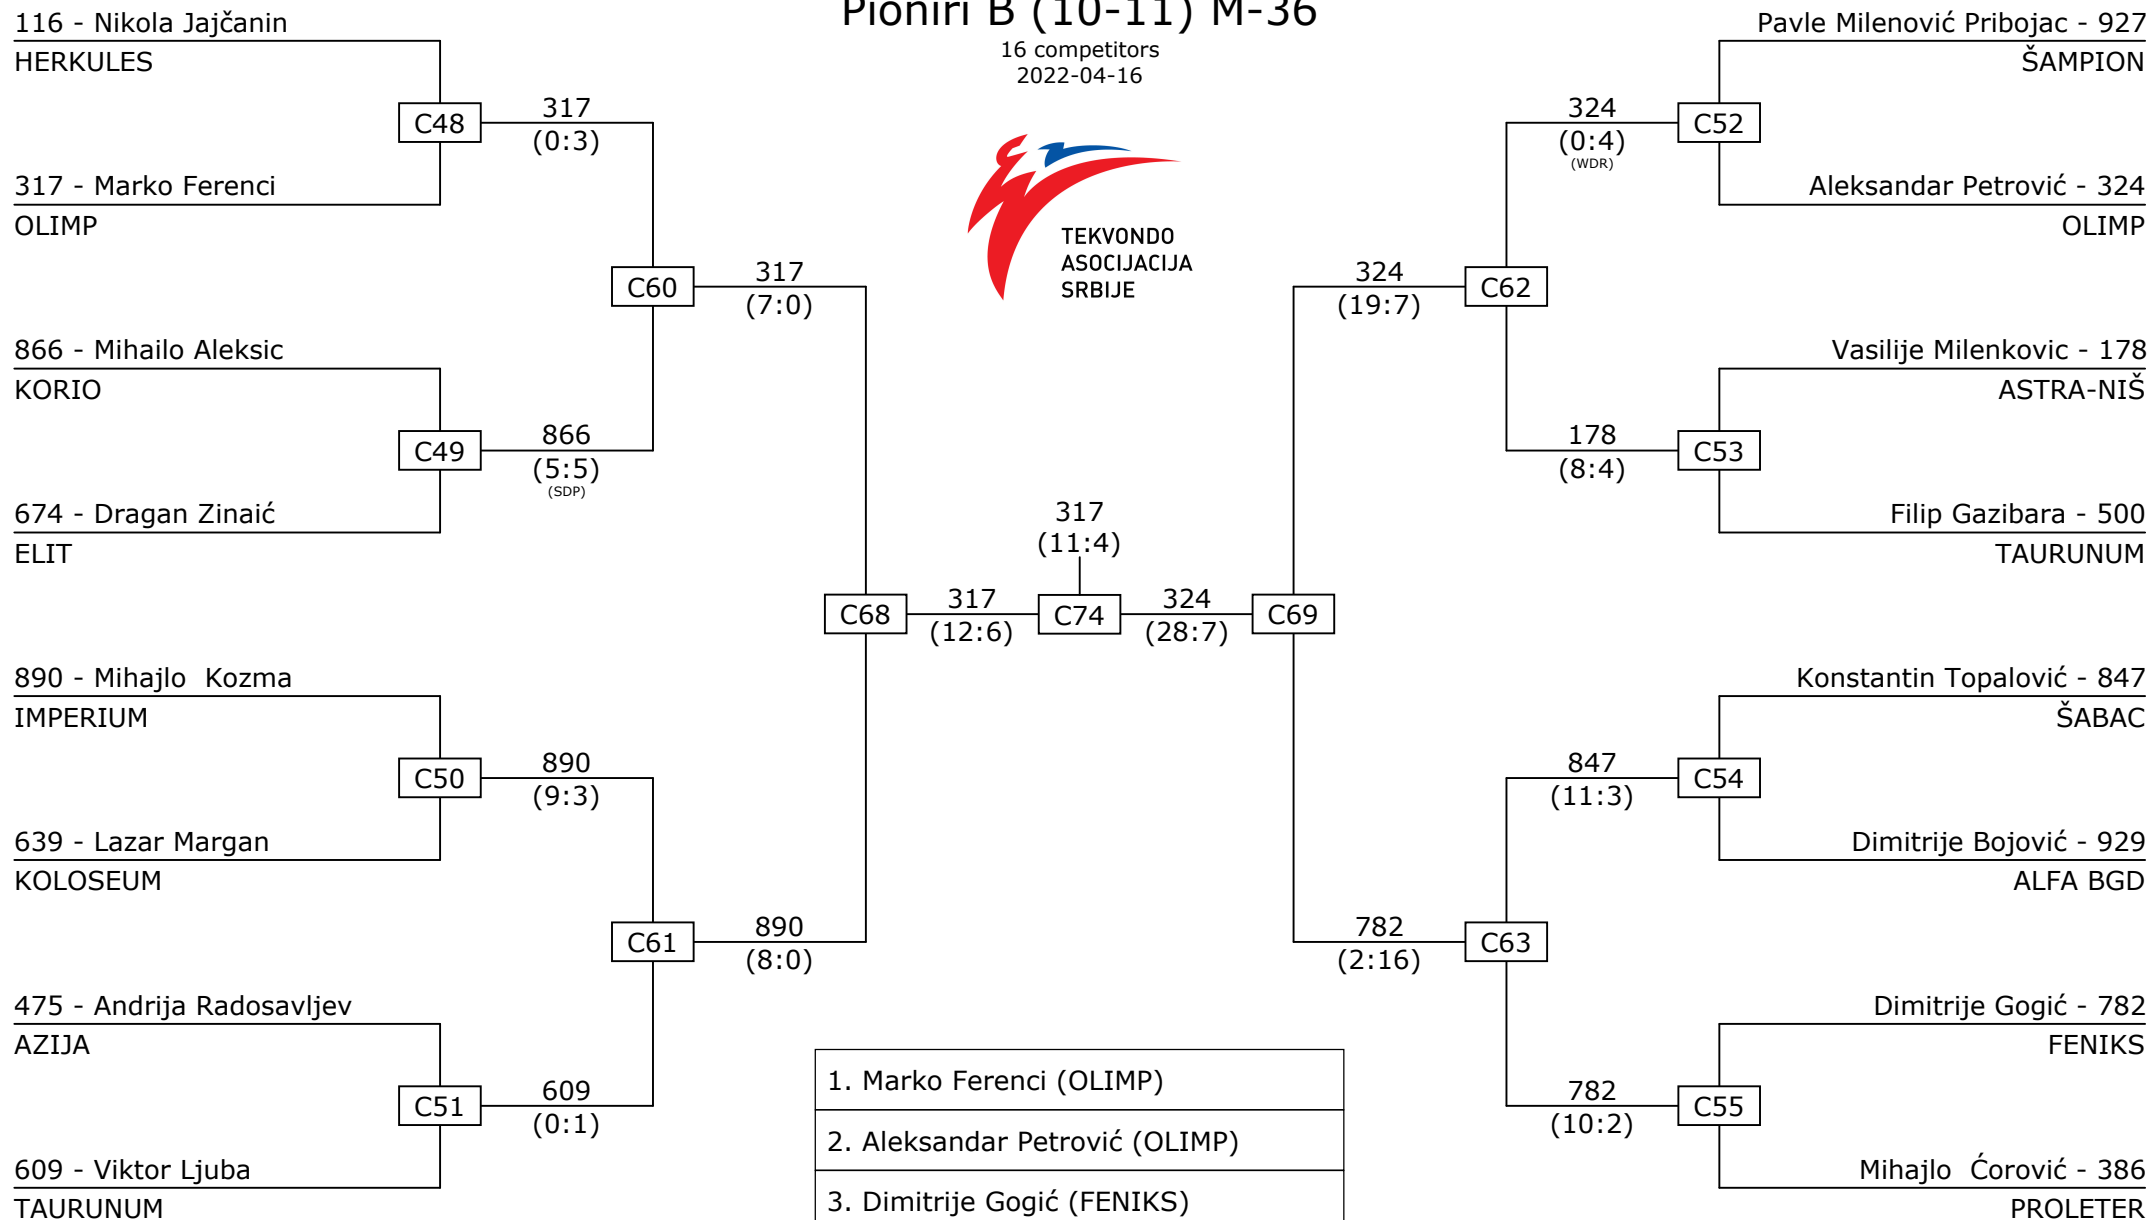 Pioniri B (10-11) M-36
16 competitors
2022-04-16
TEKVONDO
ASOCIJACIJA
SRBIJE
116 - Nikola Jajčanin
HERKULES
C48
317
(0:3)
317 - Marko Ferenci
OLIMP
C60
317
(7:0)
866 - Mihailo Aleksic
KORIO
C49
866
(5:5)
(SDP)
674 - Dragan Zinaić
ELIT
C68
317
(12:6)
890 - Mihajlo  Kozma
IMPERIUM
C50
890
(9:3)
639 - Lazar Margan
KOLOSEUM
C61
890
(8:0)
475 - Andrija Radosavljev
AZIJA
C51
609
(0:1)
609 - Viktor Ljuba
TAURUNUM
317
(11:4)
C74
Pavle Milenović Pribojac - 927
ŠAMPION
324
(0:4)
(WDR)
C52
Aleksandar Petrović - 324
OLIMP
324
(19:7)
C62
Vasilije Milenkovic - 178
ASTRA-NIŠ
178
(8:4)
C53
Filip Gazibara - 500
TAURUNUM
324
(28:7)
C69
Konstantin Topalović - 847
ŠABAC
847
(11:3)
C54
Dimitrije Bojović - 929
ALFA BGD
782
(2:16)
C63
Dimitrije Gogić - 782
FENIKS
782
(10:2)
C55
Mihajlo  Ćorović - 386
PROLETER
1. Marko Ferenci (OLIMP)
2. Aleksandar Petrović (OLIMP)
3. Dimitrije Gogić (FENIKS)